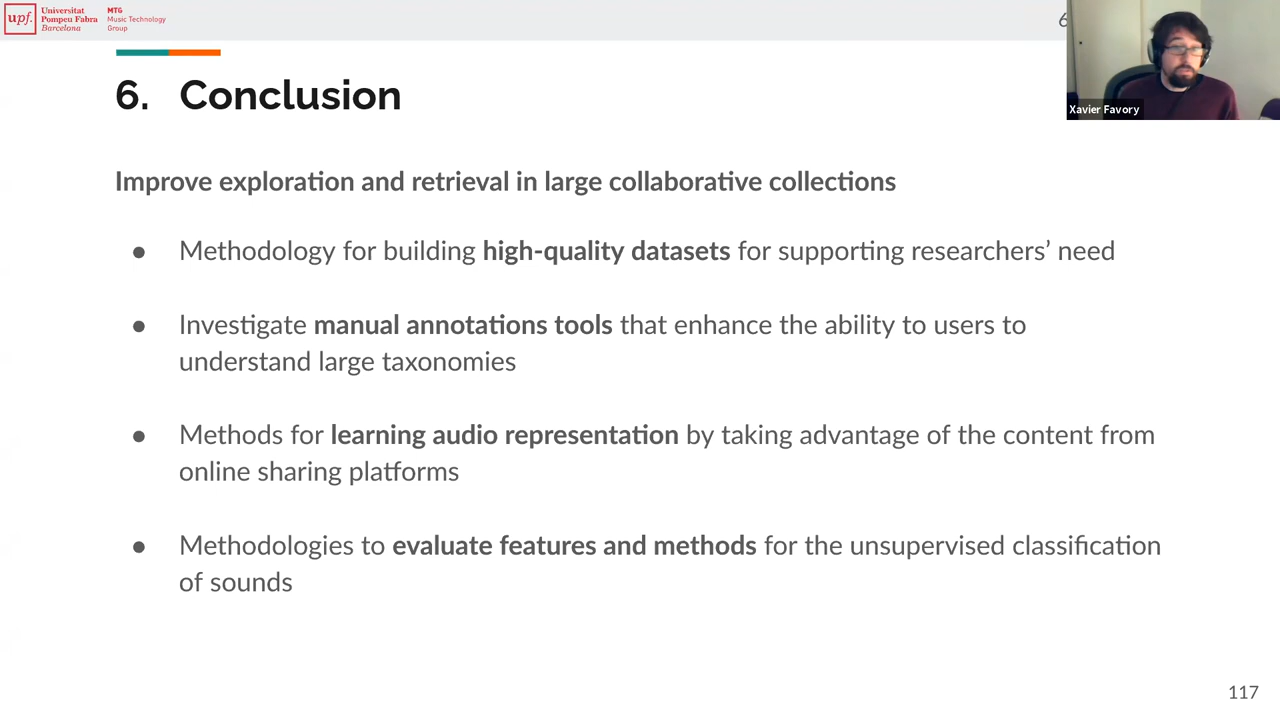 upf.
Universitat
Pompeu Fabra
Barcelona
MTG
Music Technology
Group
6
Xavier Favory
6. Conclusion
Improve exploration and retrieval in large collaborative collections
● Methodology for building high-quality datasets for supporting researchers’ need
● Investigate manual annotations tools that enhance the ability to users to
understand large taxonomies
● Methods for learning audio representation by taking advantage of the content from
online sharing platforms
● Methodologies to evaluate features and methods for the unsupervised classification
of sounds
117